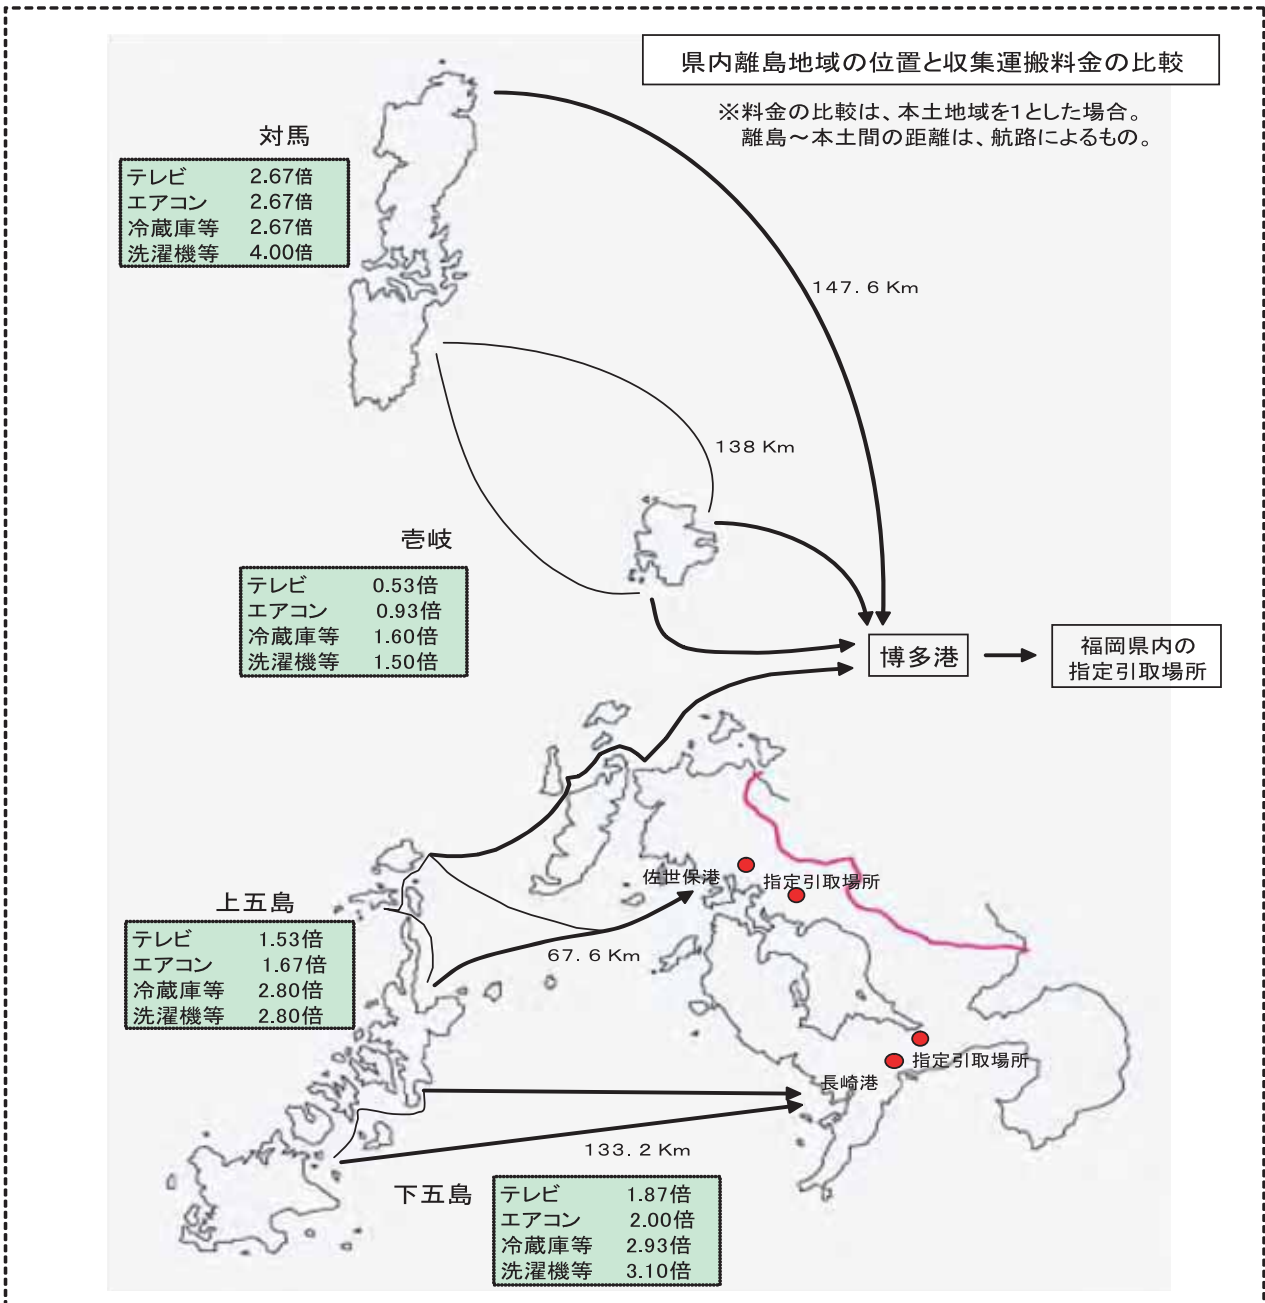 県内離島地域の位置と収集運搬料金の比較
※料金の比較は、本土地域を1とした場合。
離島～本土間の距離は、航路によるもの。
対馬
テレビ 2.67倍
エアコン 2.67倍
冷蔵庫等 2.67倍
洗濯機等 4.00倍
147.6 Km
138 Km
壱岐
テレビ 0.53倍
エアコン 0.93倍
冷蔵庫等 1.60倍
洗濯機等 1.50倍
博多港
福岡県内の
指定引取場所
佐世保港
指定引取場所
上五島
テレビ 1.53倍
エアコン 1.67倍
冷蔵庫等 2.80倍
洗濯機等 2.80倍
67.6 Km
指定引取場所
長崎港
133.2 Km
下五島
テレビ 1.87倍
エアコン 2.00倍
冷蔵庫等 2.93倍
洗濯機等 3.10倍